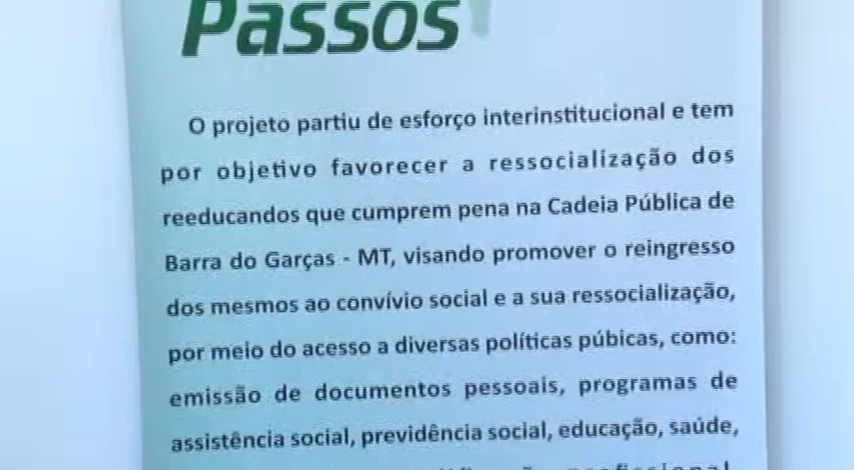 Passos
O projeto partiu de esforço interinstitucional e tem
por objetivo favorecer a ressocialização dos
reeducandos que cumprem pena na Cadeia Pública de
Barra do Garças - MT, visando promover o reingresso
dos mesmos ao convívio social e a sua ressocialização,
por meio do acesso a diversas políticas púbicas, como:
emissão de documentos pessoais, programas de
assistência social, previdência social, educação, saúde,